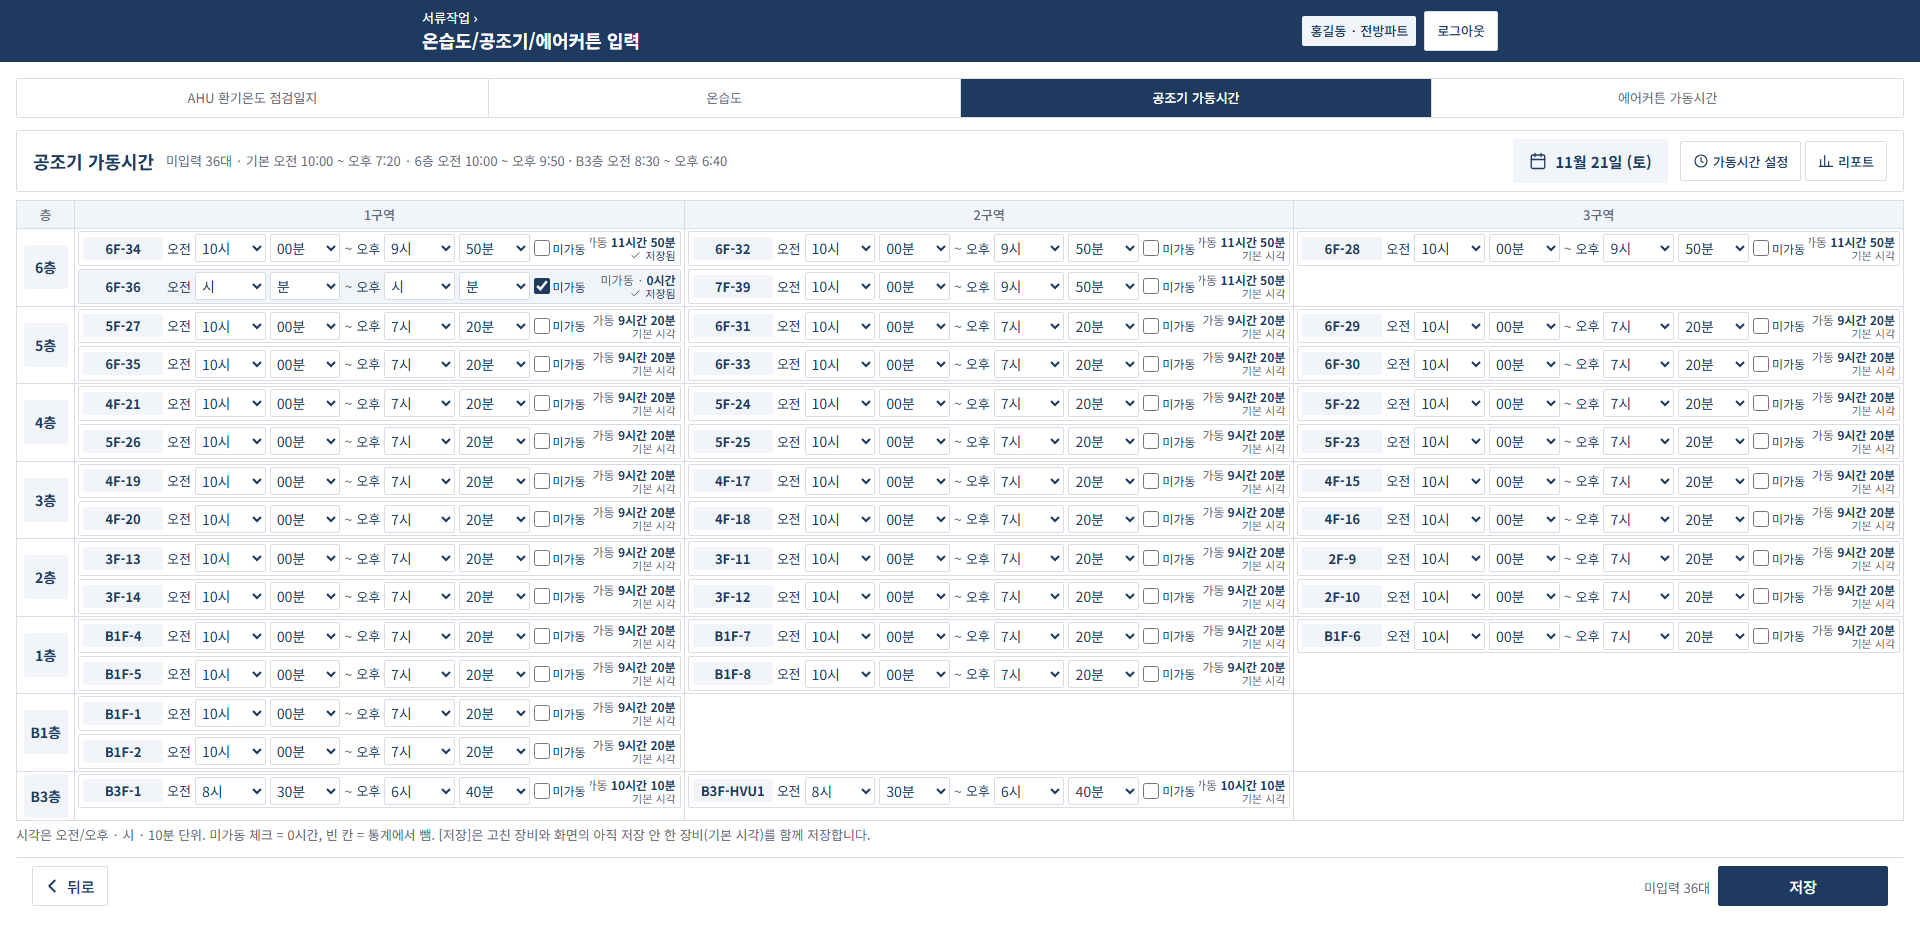 서류작업 ›
온습도/공조기/에어커튼 입력
홍길동 · 전방파트
로그아웃
AHU 환기온도 점검일지
온습도
공조기 가동시간
에어커튼 가동시간
공조기 가동시간 미입력 36대 · 기본 오전 10:00 ~ 오후 7:20 · 6층 오전 10:00 ~ 오후 9:50 · B3층 오전 8:30 ~ 오후 6:40
11월 21일 (토)
가동시간 설정
리포트
층 1구역 2구역 3구역
6층
6F-34 오전 10시 00분 ~ 오후 9시 50분 미가동 가동 11시간 50분 ✓ 저장됨
6F-32 오전 10시 00분 ~ 오후 9시 50분 미가동 가동 11시간 50분 기본 시각
6F-28 오전 10시 00분 ~ 오후 9시 50분 미가동 가동 11시간 50분 기본 시각
6F-36 오전 시 분 ~ 오후 시 분 미가동 미가동 · 0시간 ✓ 저장됨
7F-39 오전 10시 00분 ~ 오후 9시 50분 미가동 가동 11시간 50분 기본 시각
5층
5F-27 오전 10시 00분 ~ 오후 7시 20분 미가동 가동 9시간 20분 기본 시각
6F-31 오전 10시 00분 ~ 오후 7시 20분 미가동 가동 9시간 20분 기본 시각
6F-29 오전 10시 00분 ~ 오후 7시 20분 미가동 가동 9시간 20분 기본 시각
6F-35 오전 10시 00분 ~ 오후 7시 20분 미가동 가동 9시간 20분 기본 시각
6F-33 오전 10시 00분 ~ 오후 7시 20분 미가동 가동 9시간 20분 기본 시각
6F-30 오전 10시 00분 ~ 오후 7시 20분 미가동 가동 9시간 20분 기본 시각
4층
4F-21 오전 10시 00분 ~ 오후 7시 20분 미가동 가동 9시간 20분 기본 시각
5F-24 오전 10시 00분 ~ 오후 7시 20분 미가동 가동 9시간 20분 기본 시각
5F-22 오전 10시 00분 ~ 오후 7시 20분 미가동 가동 9시간 20분 기본 시각
5F-26 오전 10시 00분 ~ 오후 7시 20분 미가동 가동 9시간 20분 기본 시각
5F-25 오전 10시 00분 ~ 오후 7시 20분 미가동 가동 9시간 20분 기본 시각
5F-23 오전 10시 00분 ~ 오후 7시 20분 미가동 가동 9시간 20분 기본 시각
3층
4F-19 오전 10시 00분 ~ 오후 7시 20분 미가동 가동 9시간 20분 기본 시각
4F-17 오전 10시 00분 ~ 오후 7시 20분 미가동 가동 9시간 20분 기본 시각
4F-15 오전 10시 00분 ~ 오후 7시 20분 미가동 가동 9시간 20분 기본 시각
4F-20 오전 10시 00분 ~ 오후 7시 20분 미가동 가동 9시간 20분 기본 시각
4F-18 오전 10시 00분 ~ 오후 7시 20분 미가동 가동 9시간 20분 기본 시각
4F-16 오전 10시 00분 ~ 오후 7시 20분 미가동 가동 9시간 20분 기본 시각
2층
3F-13 오전 10시 00분 ~ 오후 7시 20분 미가동 가동 9시간 20분 기본 시각
3F-11 오전 10시 00분 ~ 오후 7시 20분 미가동 가동 9시간 20분 기본 시각
2F-9 오전 10시 00분 ~ 오후 7시 20분 미가동 가동 9시간 20분 기본 시각
3F-14 오전 10시 00분 ~ 오후 7시 20분 미가동 가동 9시간 20분 기본 시각
3F-12 오전 10시 00분 ~ 오후 7시 20분 미가동 가동 9시간 20분 기본 시각
2F-10 오전 10시 00분 ~ 오후 7시 20분 미가동 가동 9시간 20분 기본 시각
1층
B1F-4 오전 10시 00분 ~ 오후 7시 20분 미가동 가동 9시간 20분 기본 시각
B1F-7 오전 10시 00분 ~ 오후 7시 20분 미가동 가동 9시간 20분 기본 시각
B1F-6 오전 10시 00분 ~ 오후 7시 20분 미가동 가동 9시간 20분 기본 시각
B1F-5 오전 10시 00분 ~ 오후 7시 20분 미가동 가동 9시간 20분 기본 시각
B1F-8 오전 10시 00분 ~ 오후 7시 20분 미가동 가동 9시간 20분 기본 시각
B1층
B1F-1 오전 10시 00분 ~ 오후 7시 20분 미가동 가동 9시간 20분 기본 시각
B1F-2 오전 10시 00분 ~ 오후 7시 20분 미가동 가동 9시간 20분 기본 시각
B3층
B3F-1 오전 8시 30분 ~ 오후 6시 40분 미가동 가동 10시간 10분 기본 시각
B3F-HVU1 오전 8시 30분 ~ 오후 6시 40분 미가동 가동 10시간 10분 기본 시각
시각은 오전/오후 · 시 · 10분 단위. 미가동 체크 = 0시간, 빈 칸 = 통계에서 뺌. [저장]은 고친 장비와 화면의 아직 저장 안 한 장비(기본 시각)를 함께 저장합니다.
뒤로
미입력 36대
저장